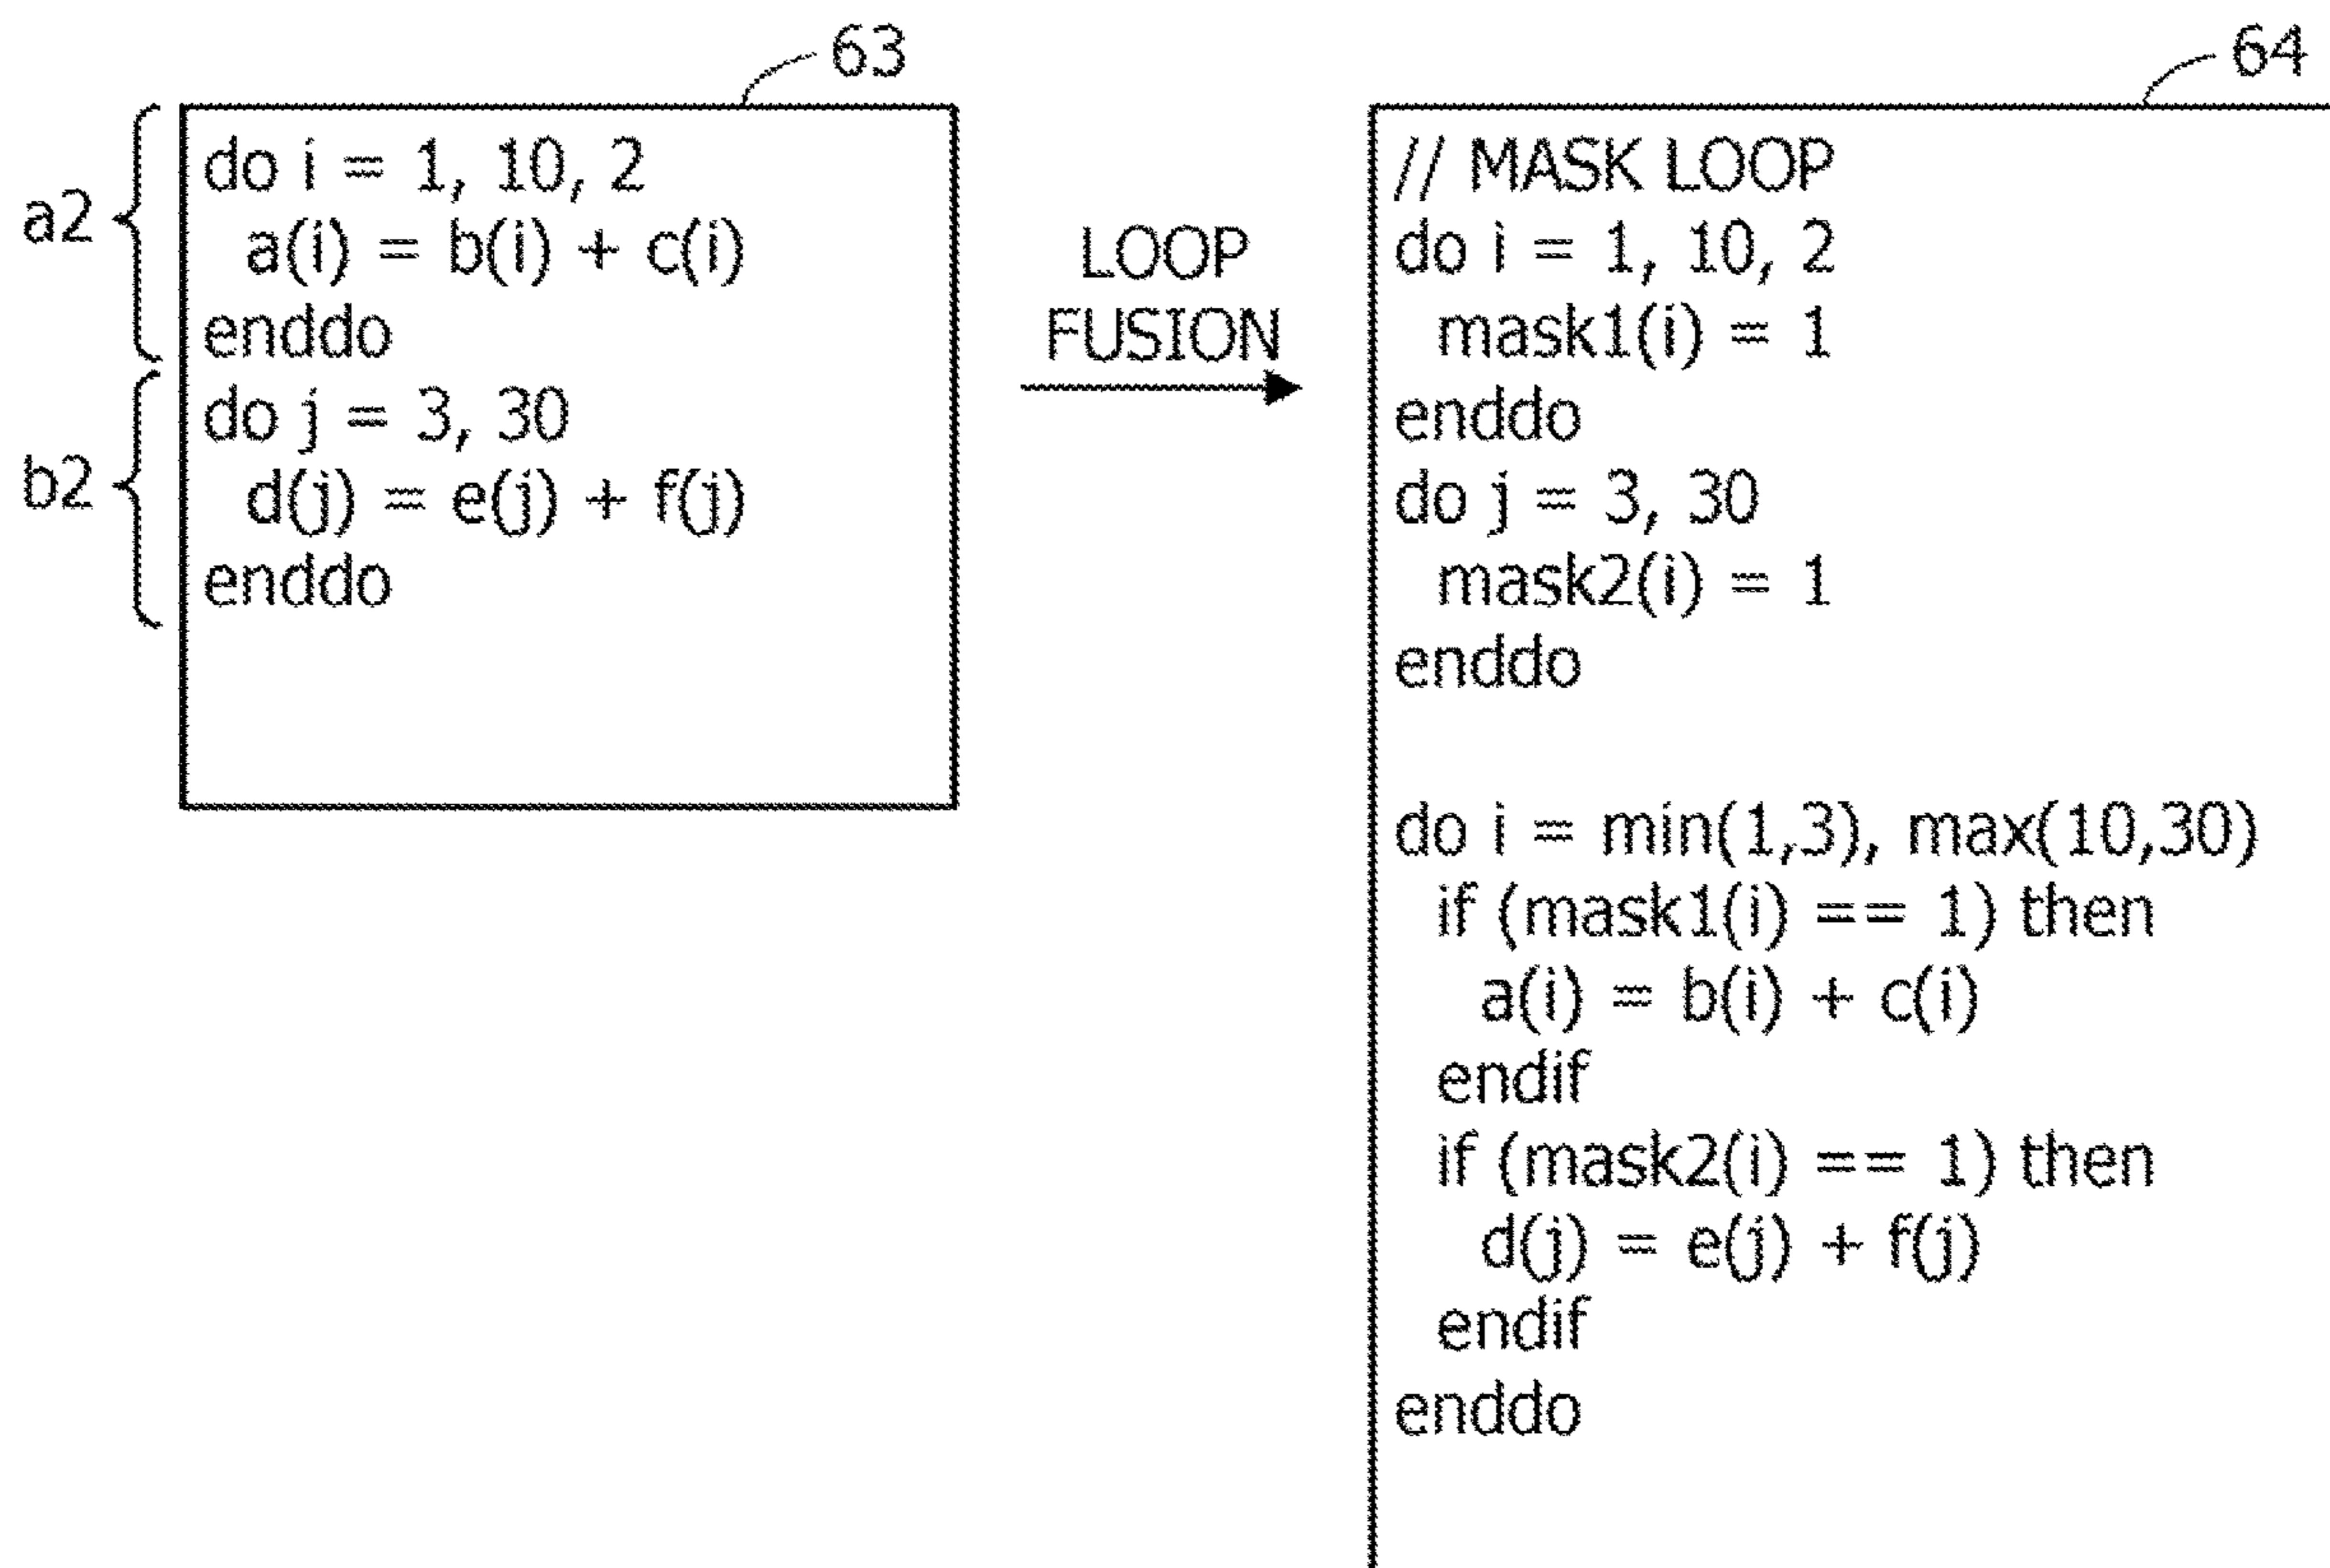 63
a2
do i = 1, 10, 2
a(i) = b(i) + c(i)
enddo
b2
do j = 3, 30
d(j) = e(j) + f(j)
enddo
LOOP
FUSION
64
// MASK LOOP
do i = 1, 10, 2
mask1(i) = 1
enddo
do j = 3, 30
mask2(i) = 1
enddo
do i = min(1,3), max(10,30)
if (mask1(i) == 1) then
a(i) = b(i) + c(i)
endif
if (mask2(i) == 1) then
d(j) = e(j) + f(j)
endif
enddo